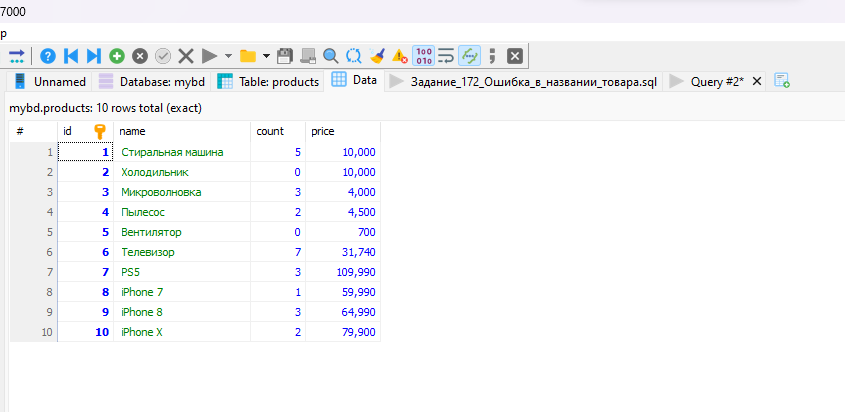 7000
p
Unnamed Database: mybd Table: products Data Задание_172_Ошибка_в_названии_товара.sql Query #2*
mybd.products: 10 rows total (exact)
# id name count price
1 1 Стиральная машина 5 10,000
2 2 Холодильник 0 10,000
3 3 Микроволновка 3 4,000
4 4 Пылесос 2 4,500
5 5 Вентилятор 0 700
6 6 Телевизор 7 31,740
7 7 PS5 3 109,990
8 8 iPhone 7 1 59,990
9 9 iPhone 8 3 64,990
10 10 iPhone X 2 79,900